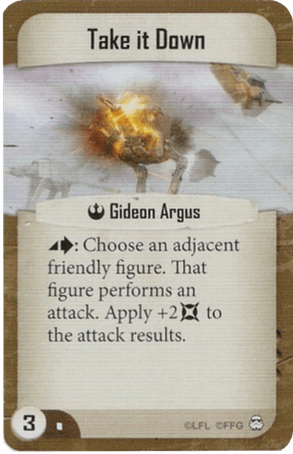 Take it Down
Gideon Argus
: Choose an adjacent
friendly figure. That
figure performs an
attack. Apply +2 to
the attack results.
3
©LFL ©FFG